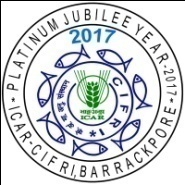 PLATINUM JUBILEE YEAR-2017
ICAR-CIFRI, BARRACKPORE
2017
CIFRI
ICAR